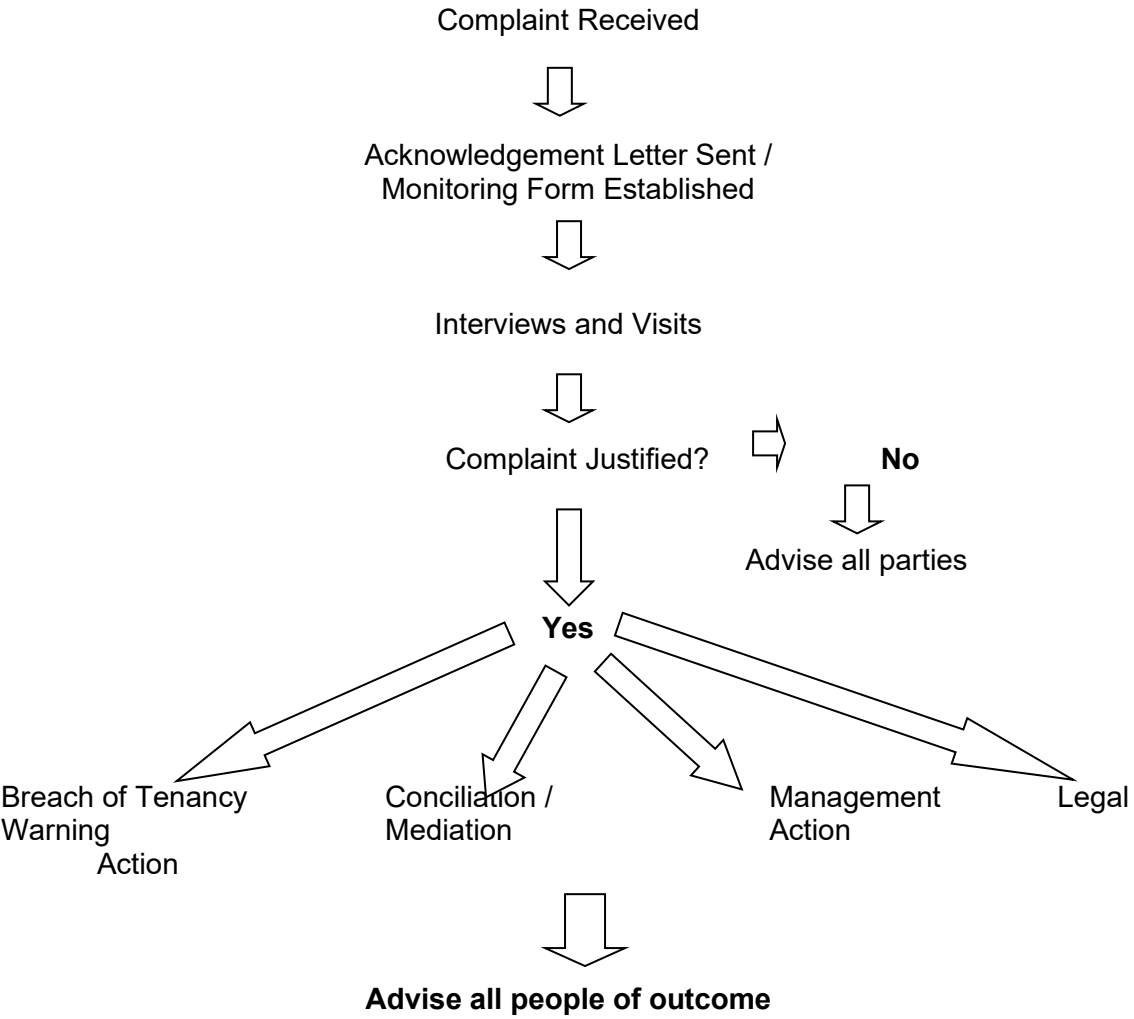 Complaint Received
Acknowledgement Letter Sent /
Monitoring Form Established
Interviews and Visits
Complaint Justified?
No
Advise all parties
Yes
Breach of Tenancy Conciliation / Management Legal
Warning Mediation Action
Action
Advise all people of outcome